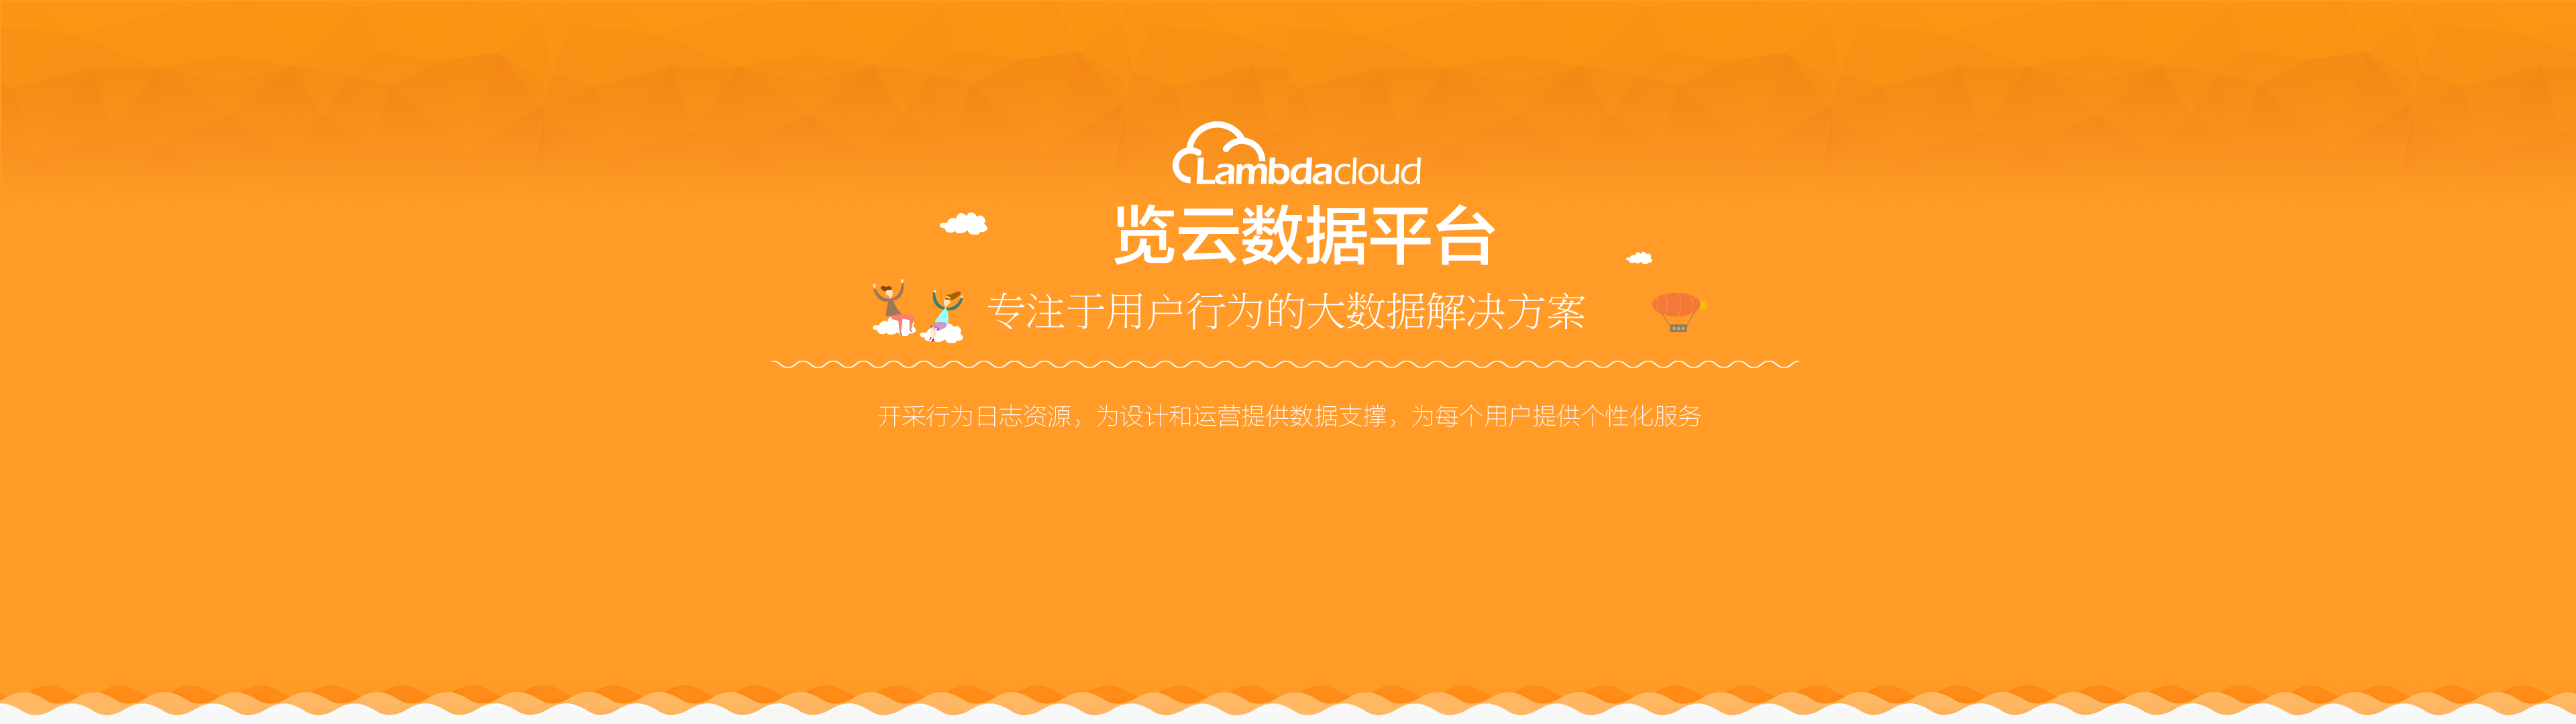 Lambdacloud
览云数据平台
专注于用户行为的大数据解决方案
开采行为日志资源，为设计和运营提供数据支撑，为每个用户提供个性化服务